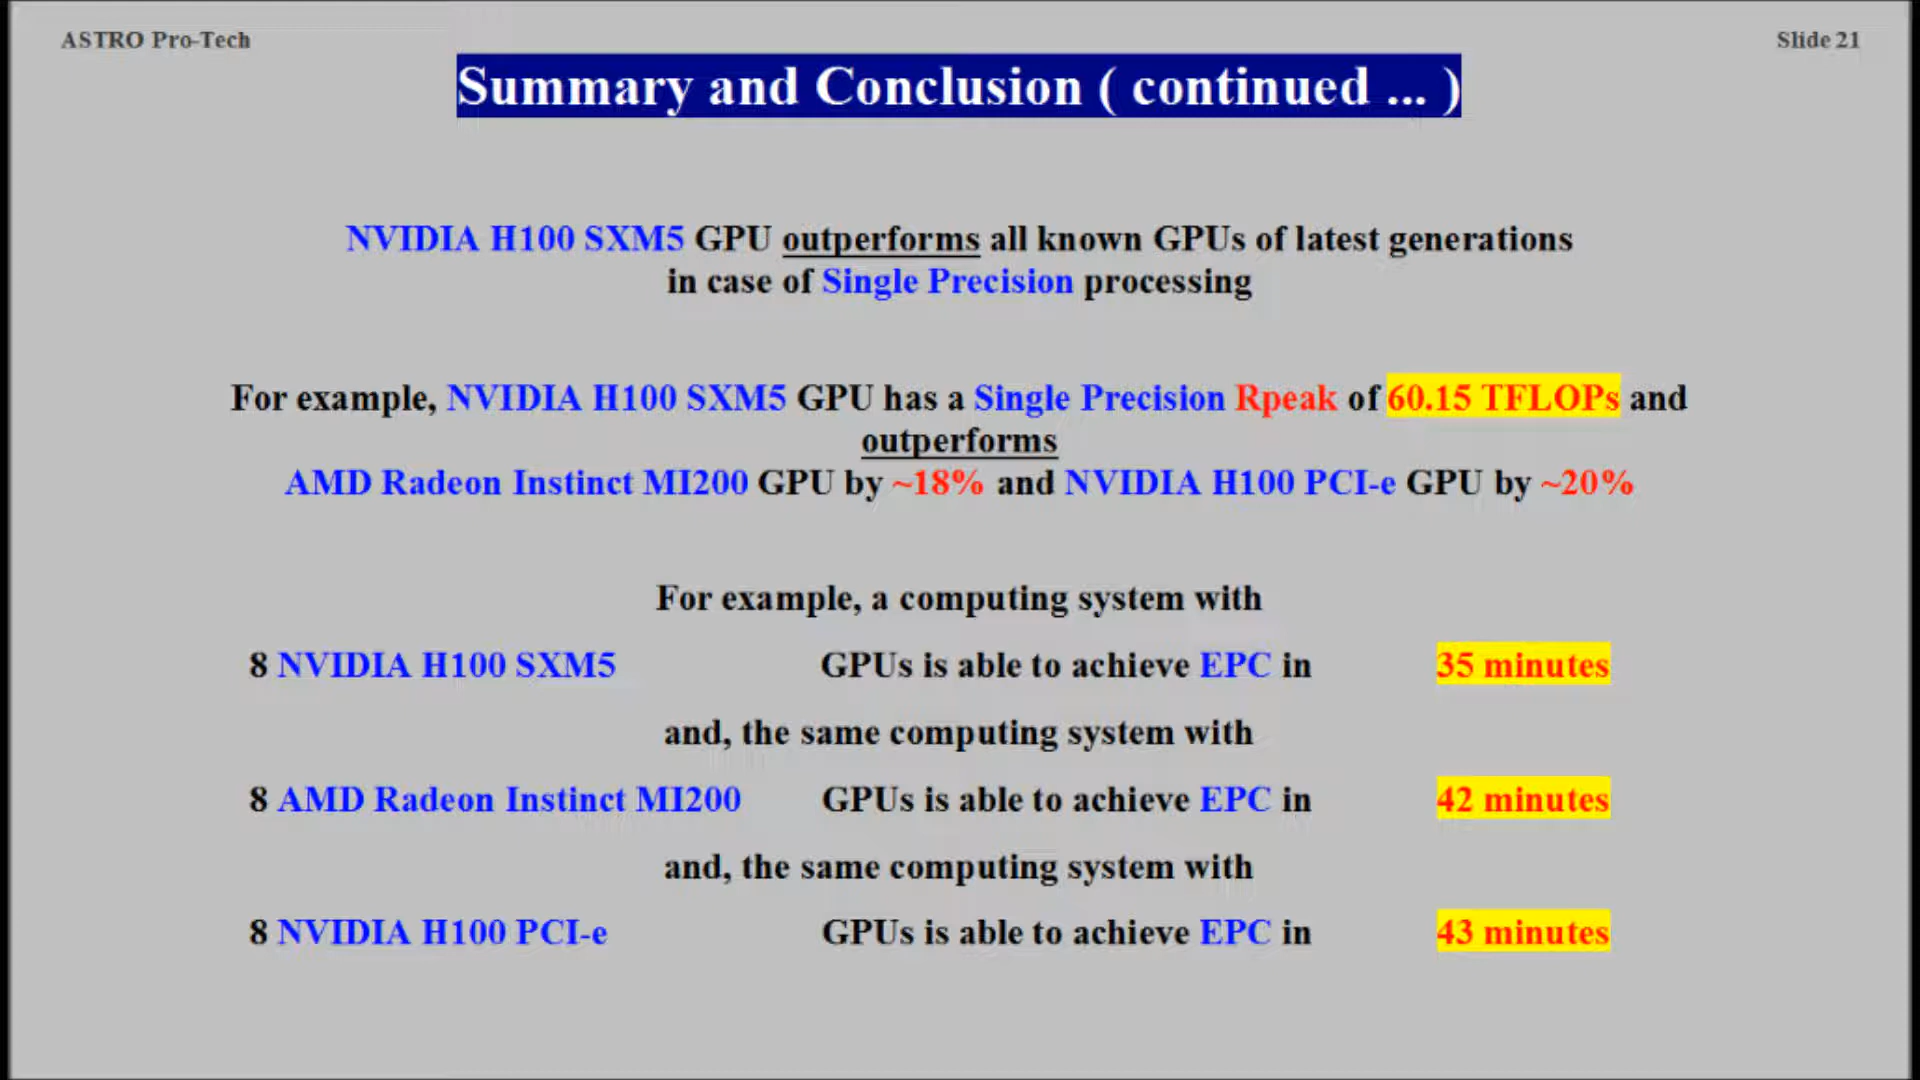 ASTRO Pro-Tech
Slide 21
Summary and Conclusion ( continued ... )
NVIDIA H100 SXM5 GPU outperforms all known GPUs of latest generations
in case of Single Precision processing
For example, NVIDIA H100 SXM5 GPU has a Single Precision Rpeak of 60.15 TFLOPs and
outperforms
AMD Radeon Instinct MI200 GPU by ~18% and NVIDIA H100 PCI-e GPU by ~20%
For example, a computing system with
8 NVIDIA H100 SXM5 GPUs is able to achieve EPC in 35 minutes
and, the same computing system with
8 AMD Radeon Instinct MI200 GPUs is able to achieve EPC in 42 minutes
and, the same computing system with
8 NVIDIA H100 PCI-e GPUs is able to achieve EPC in 43 minutes